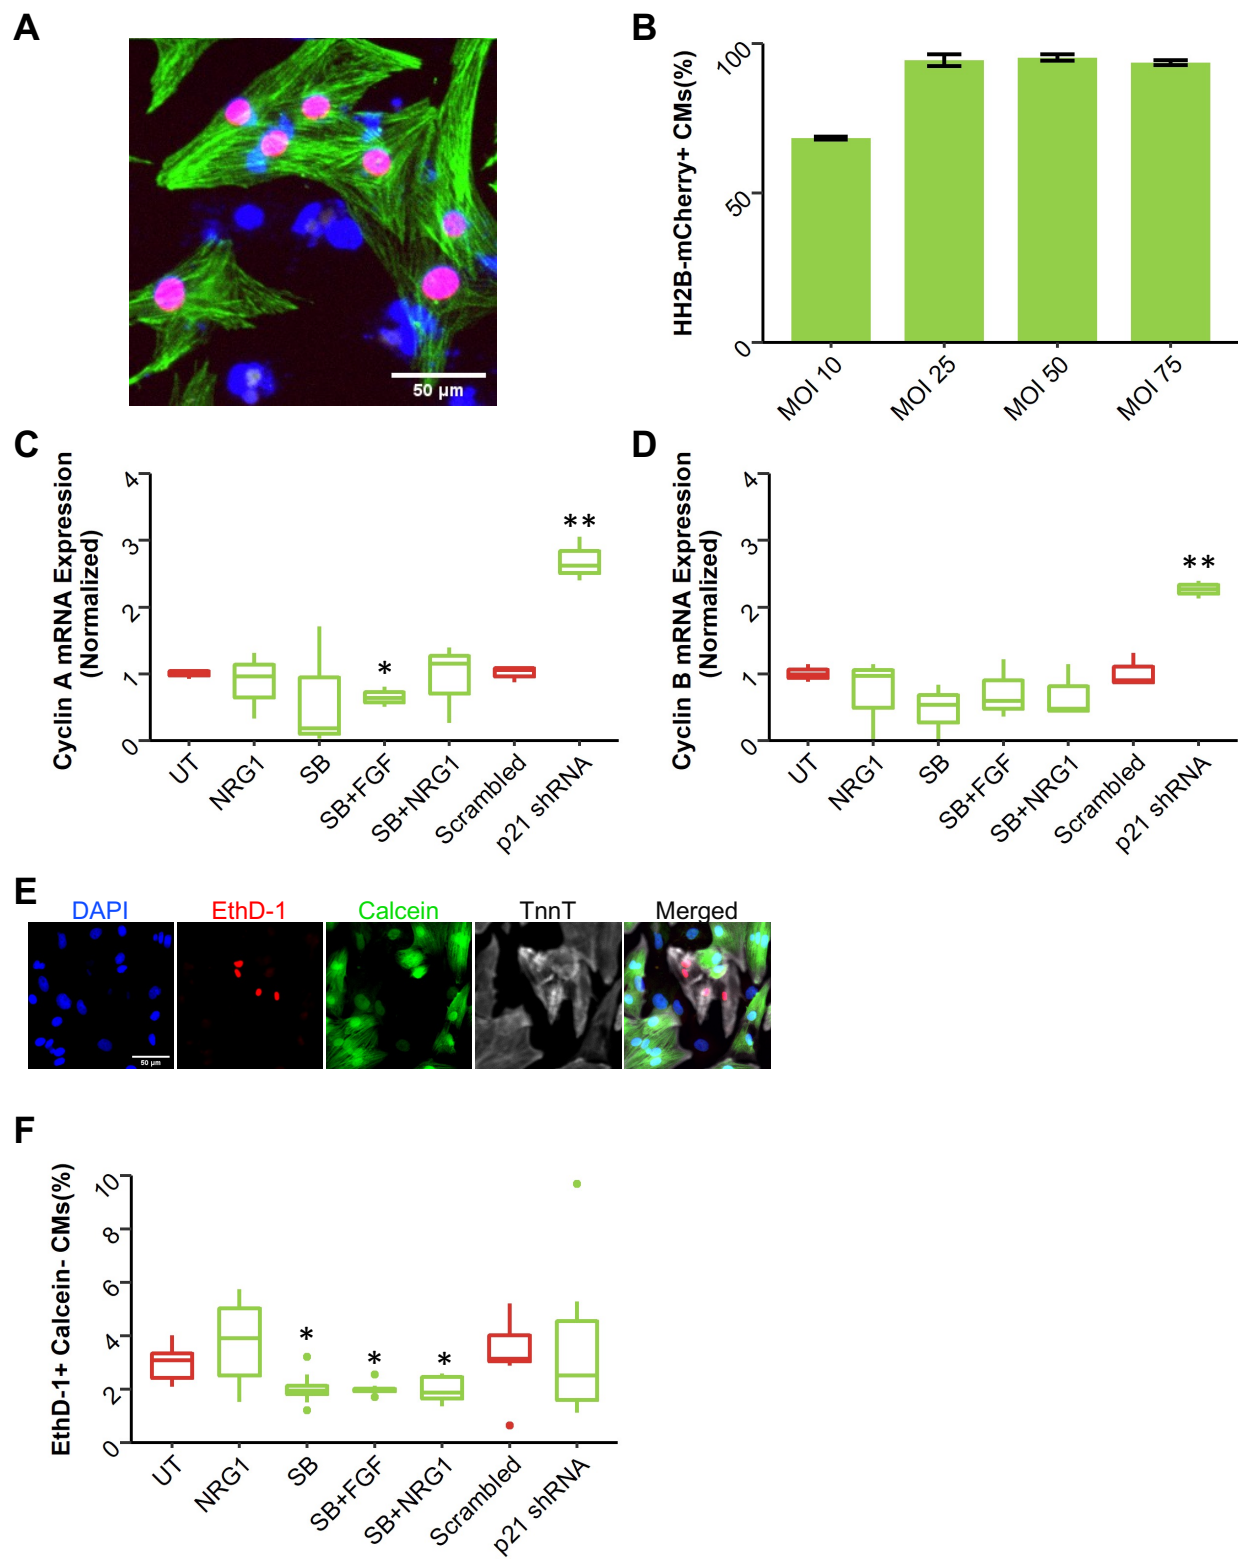 A
50 µm
B
HH2B-mCherry+ CMs(%)
100
50
0
MOI 10
MOI 25
MOI 50
MOI 75
C
Cyclin A mRNA Expression
(Normalized)
4
3
2
1
0
**
*
UT
NRG1
SB
SB+FGF
SB+NRG1
Scrambled
p21 shRNA
D
Cyclin B mRNA Expression
(Normalized)
4
3
2
1
0
**
UT
NRG1
SB
SB+FGF
SB+NRG1
Scrambled
p21 shRNA
E
DAPI
EthD-1
Calcein
TnnT
Merged
50 µm
F
EthD-1+ Calcein- CMs(%)
10
8
6
4
2
0
*
*
*
UT
NRG1
SB
SB+FGF
SB+NRG1
Scrambled
p21 shRNA